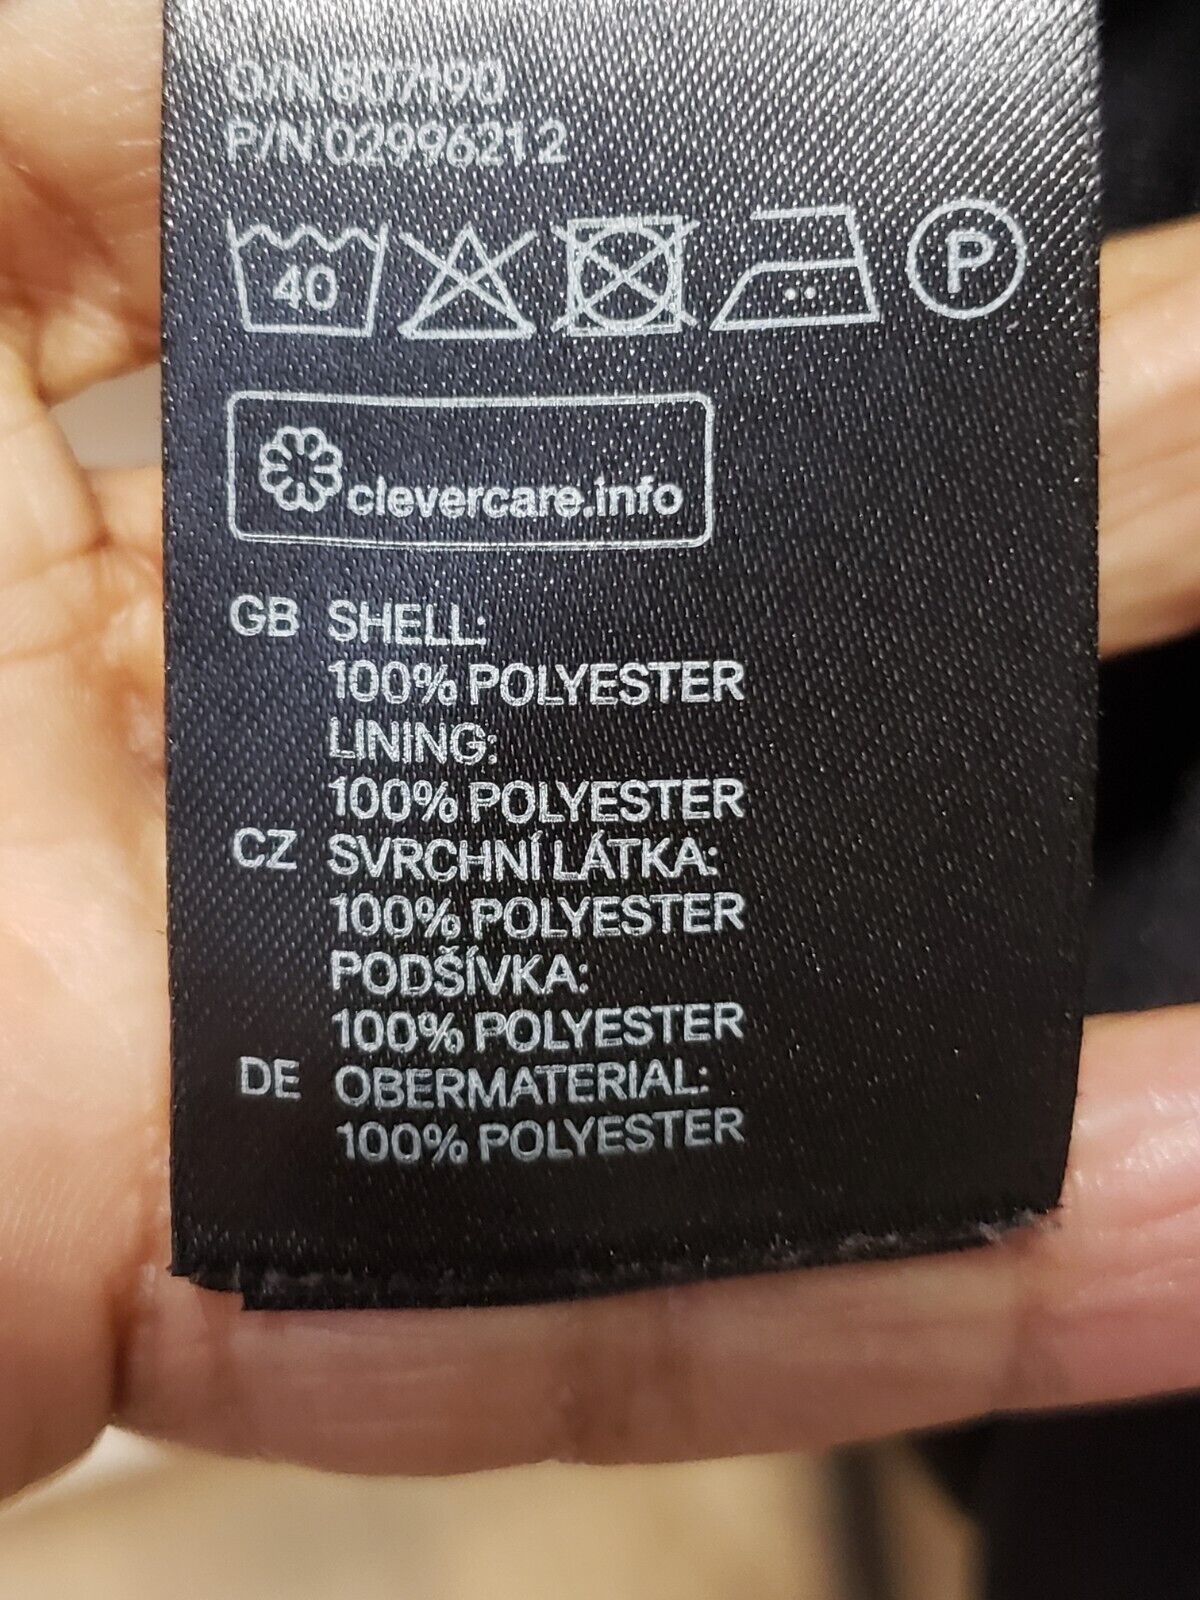 O/N 807190
P/N 02996212
40 P
clevercare.info
GB SHELL:
100% POLYESTER
LINING:
100% POLYESTER
CZ SVRCHNÍ LÁTKA:
100% POLYESTER
PODŠÍVKA:
100% POLYESTER
DE OBERMATERIAL:
100% POLYESTER